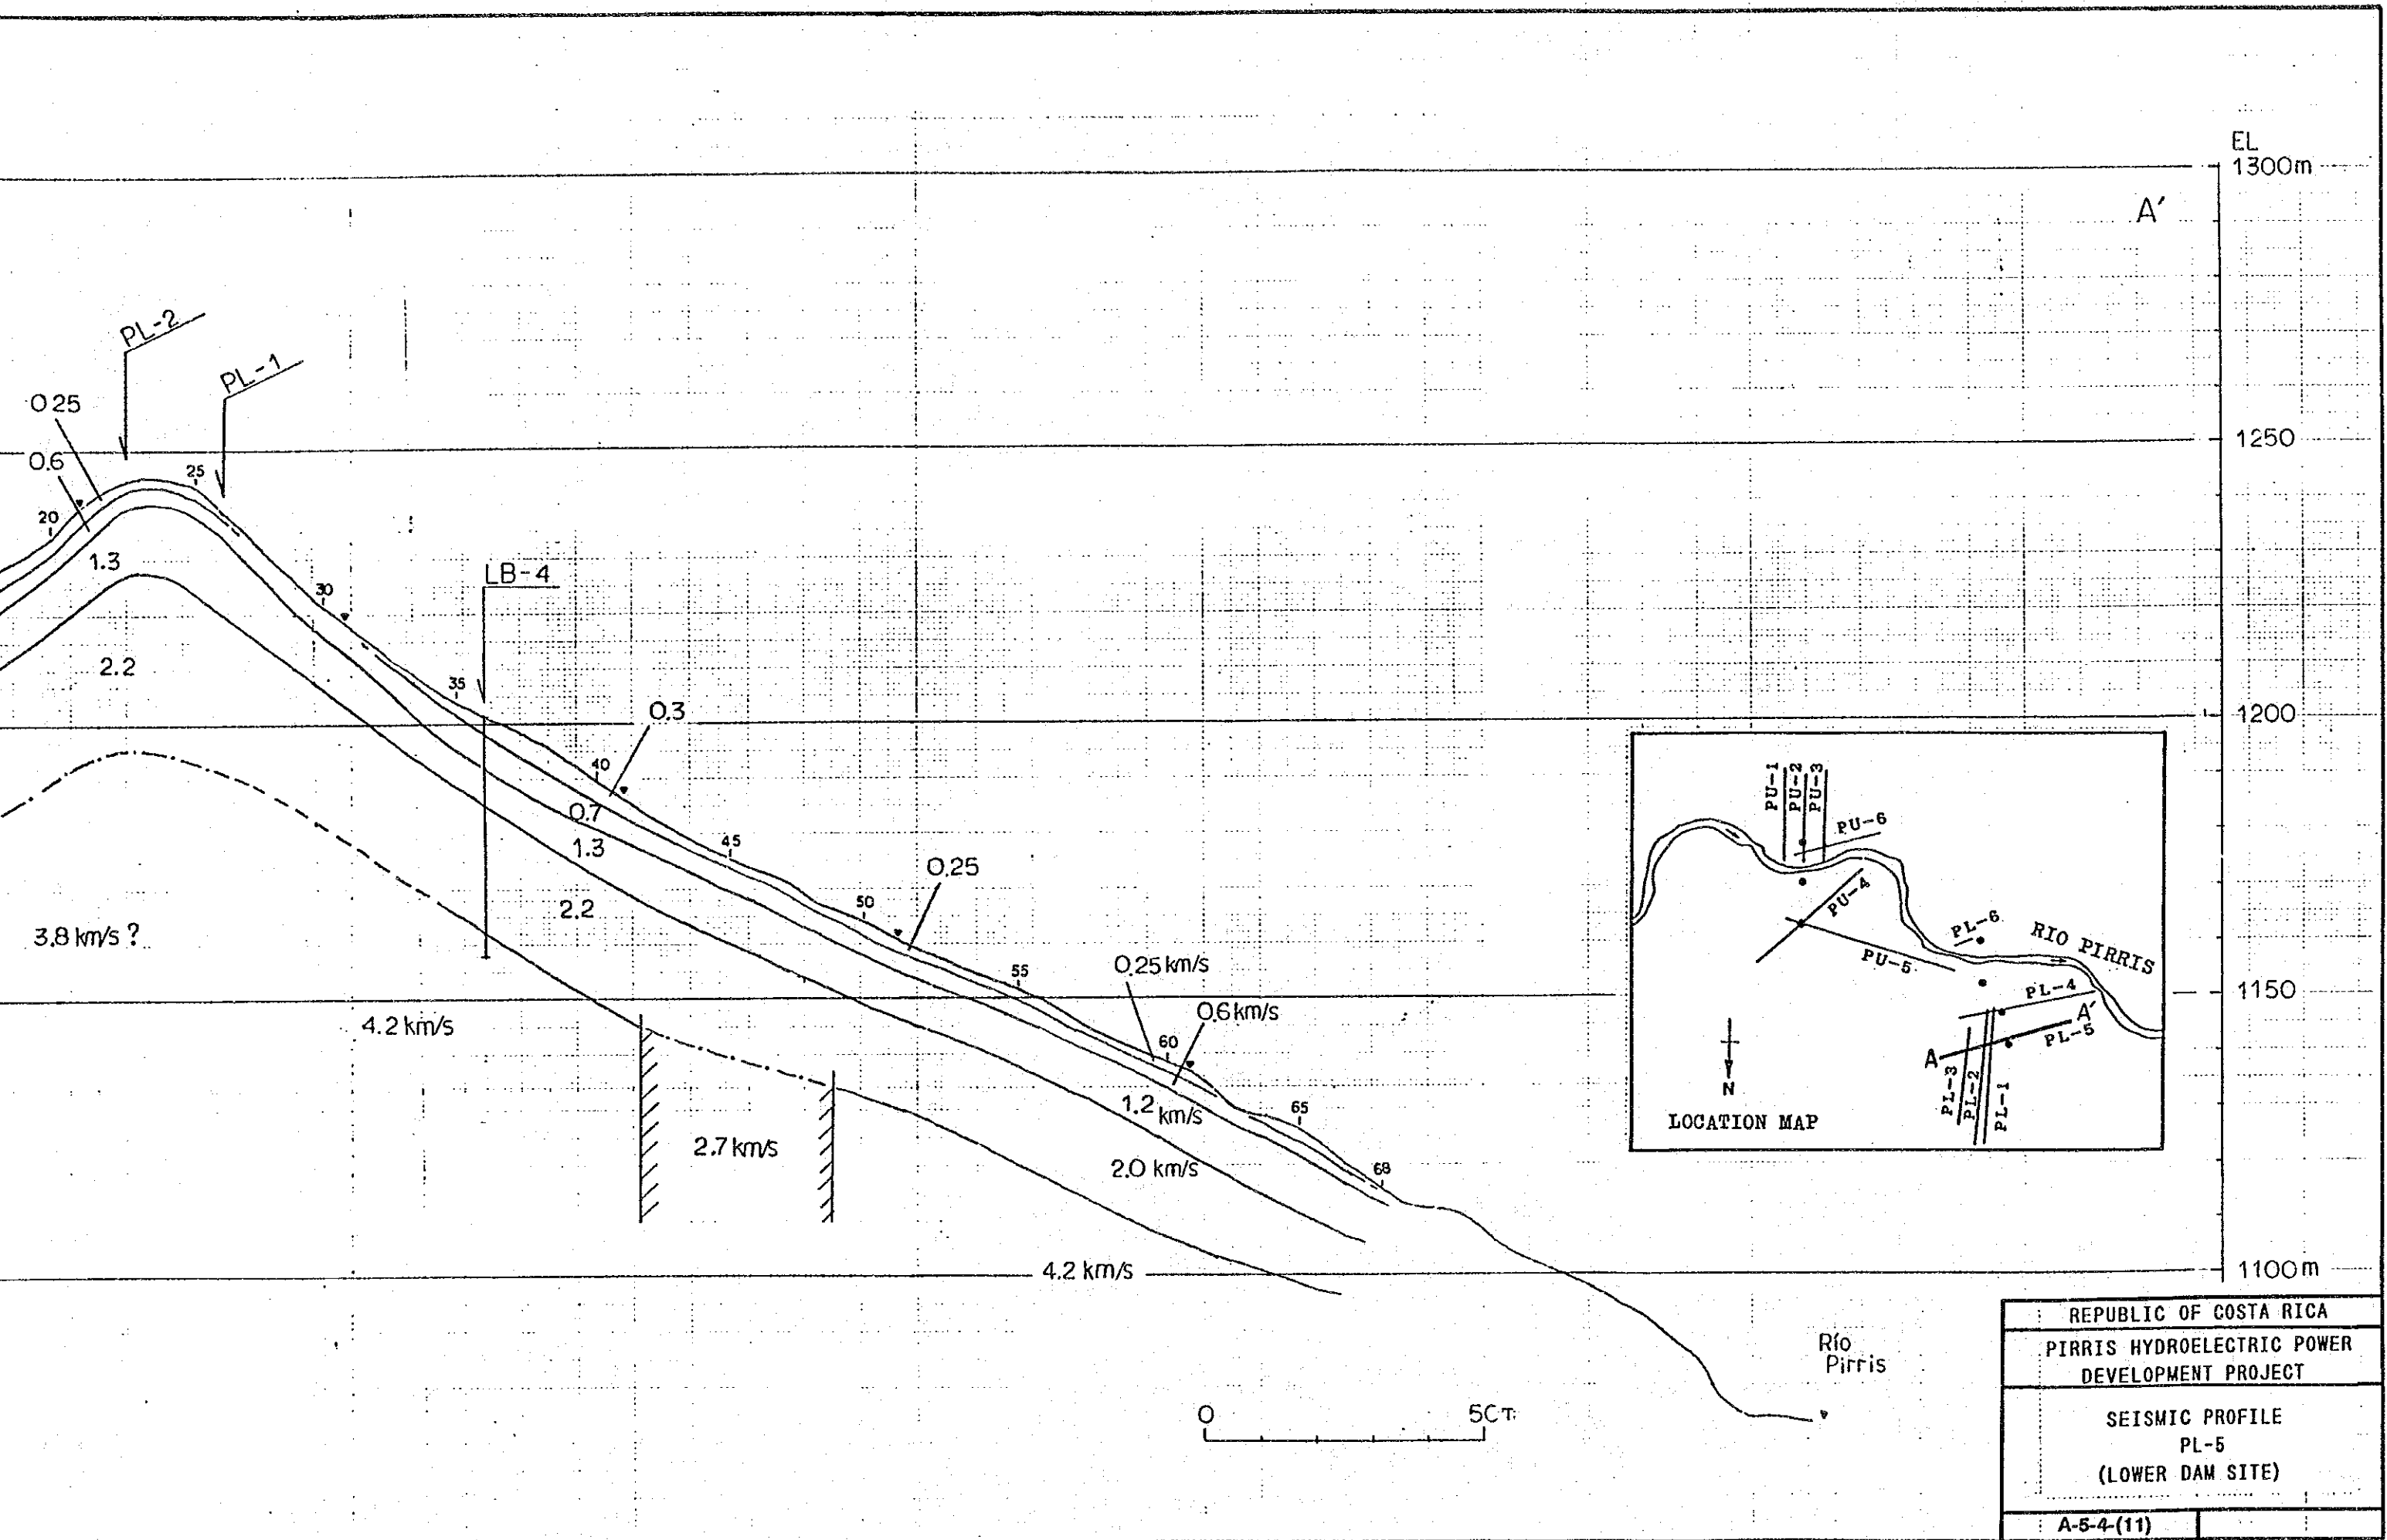 EL
1300m
A′
PL-2
PL-1
0.25
0.6
25
20
1250
1.3
30
LB-4
2.2
35
0.3
1200
40
0.7
1.3
45
0.25
2.2
50
3.8 km/s ?
55
0.25 km/s
0.6 km/s
1150
4.2 km/s
60
1.2 km/s
65
2.7 km/s
2.0 km/s
68
4.2 km/s
1100m
PU-1
PU-2
PU-3
PU-6
PU-4
PL-6
RIO PIRRIS
PU-5
PL-4
A′
PL-5
A
PL-3
PL-2
PL-1
N
LOCATION MAP
Río
Pirris
0
REPUBLIC OF COSTA RICA
PIRRIS HYDROELECTRIC POWER
DEVELOPMENT PROJECT
SEISMIC PROFILE
PL-5
(LOWER DAM SITE)
A-5-4-(11)